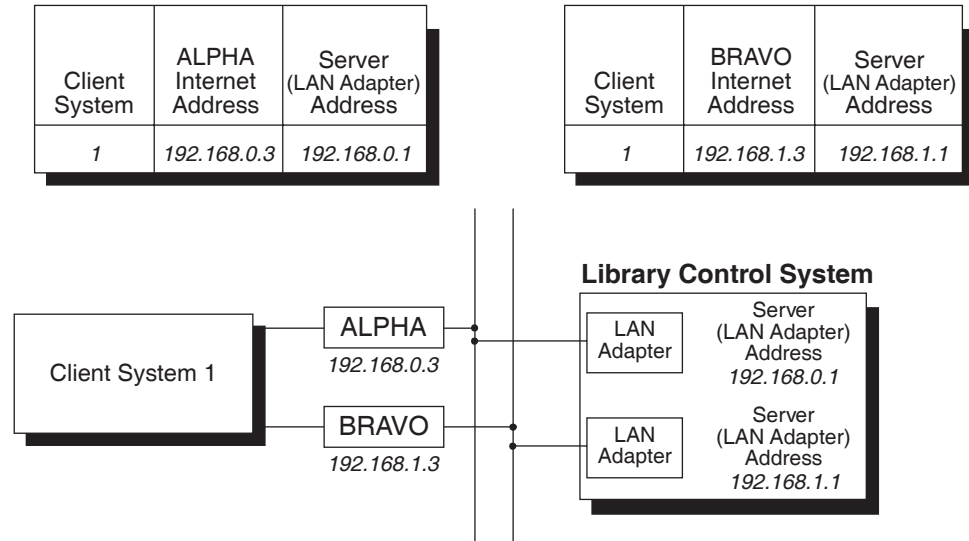 Client
System
ALPHA
Internet
Address
Server
(LAN Adapter)
Address
1
192.168.0.3
192.168.0.1
Client
System
BRAVO
Internet
Address
Server
(LAN Adapter)
Address
1
192.168.1.3
192.168.1.1
Library Control System
Client System 1
ALPHA
192.168.0.3
BRAVO
192.168.1.3
LAN
Adapter
Server
(LAN Adapter)
Address
192.168.0.1
LAN
Adapter
Server
(LAN Adapter)
Address
192.168.1.1